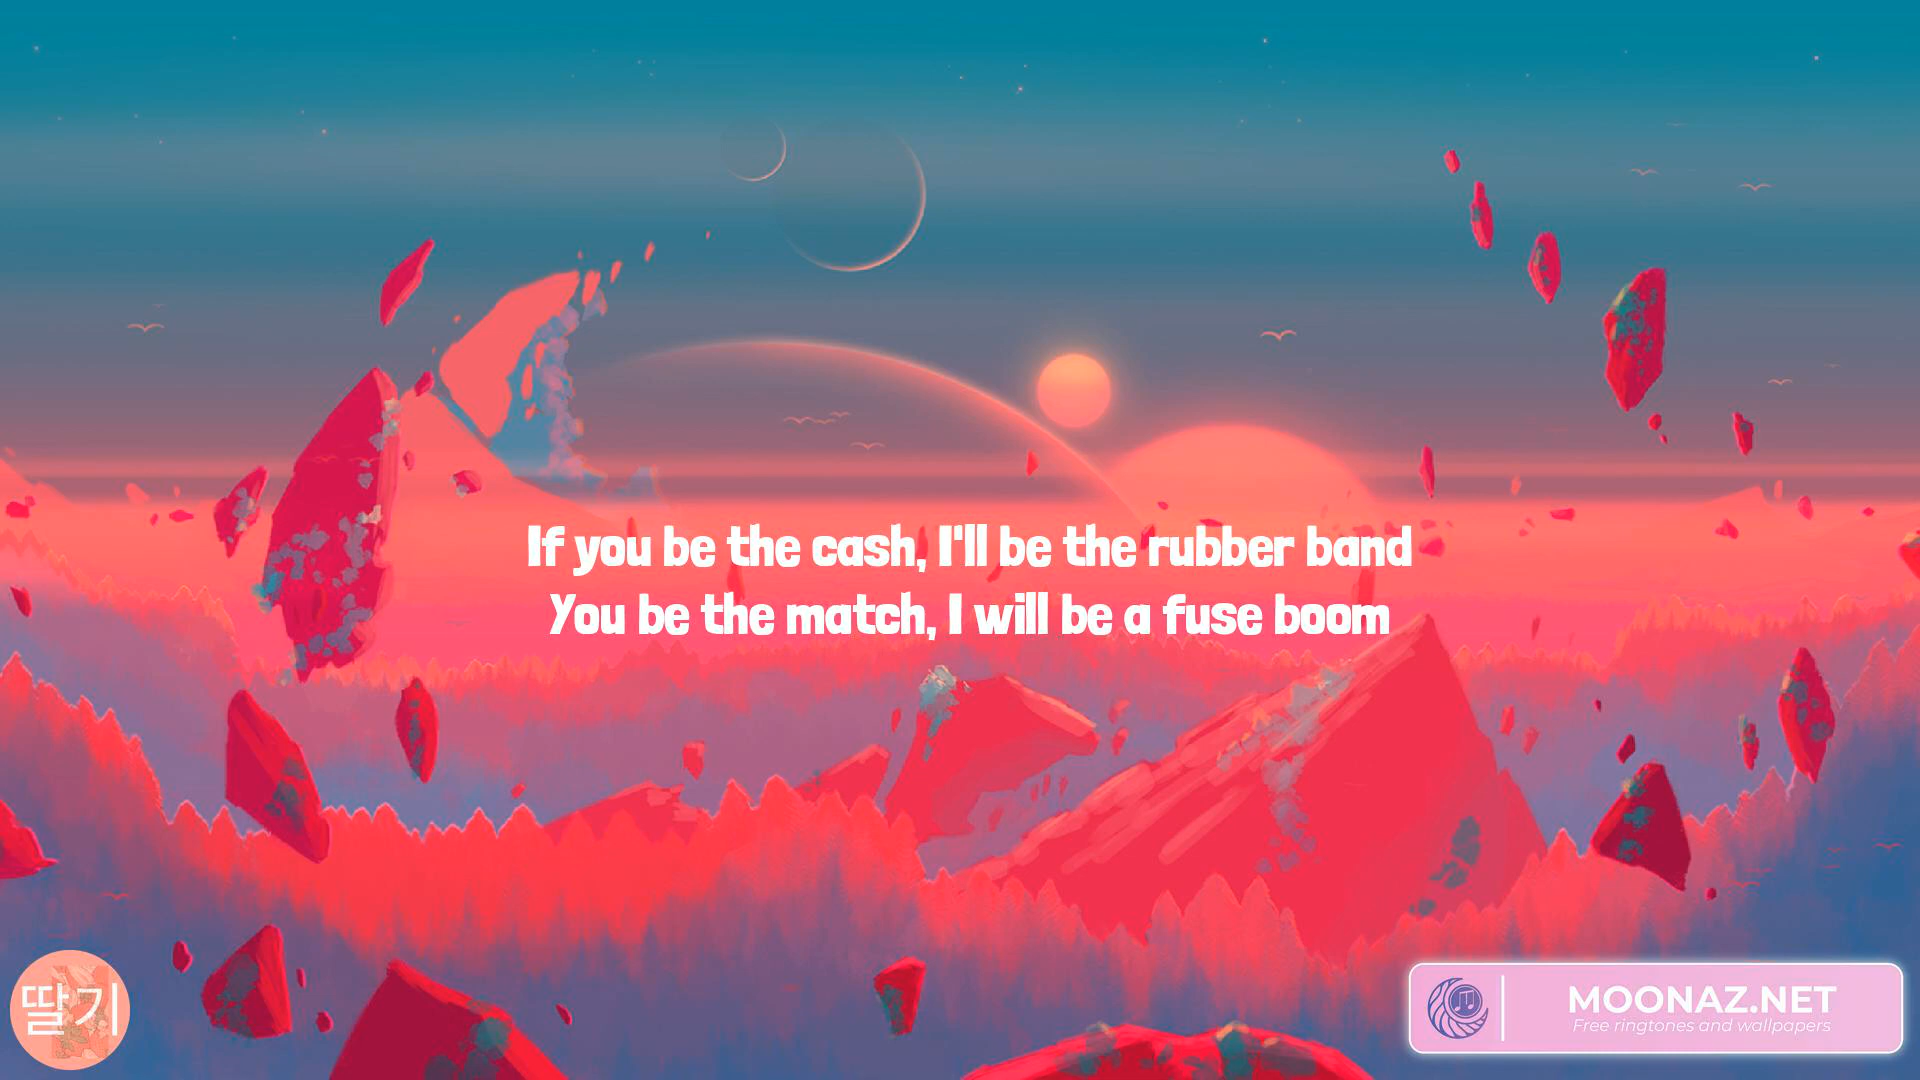 If you be the cash, I'll be the rubber band
You be the match, I will be a fuse boom
딸기
MOONAZ.NET
Free ringtones and wallpapers